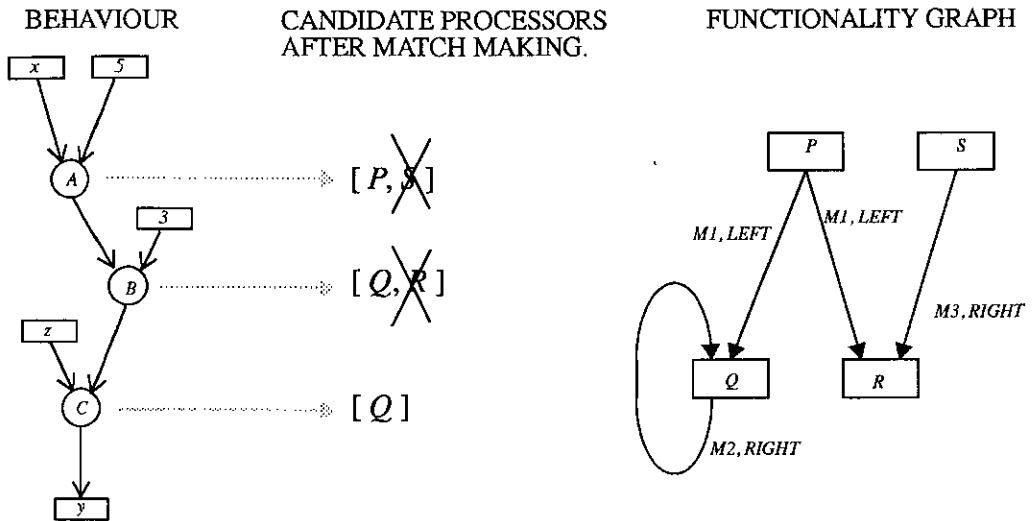 BEHAVIOUR
CANDIDATE PROCESSORS
AFTER MATCH MAKING.
FUNCTIONALITY GRAPH
x
5
A
[ P, S ]
3
B
[ Q, R ]
z
C
[ Q ]
y
P
S
M1, LEFT
M1, LEFT
M3, RIGHT
Q
R
M2, RIGHT